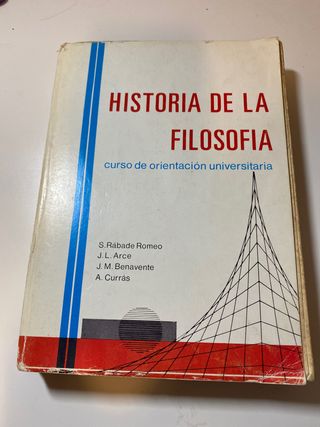 HISTORIA DE LA
FILOSOFIA
curso de orientación universitaria
S. Rábade Romeo
J. L. Arce
J. M. Benavente
A. Currás